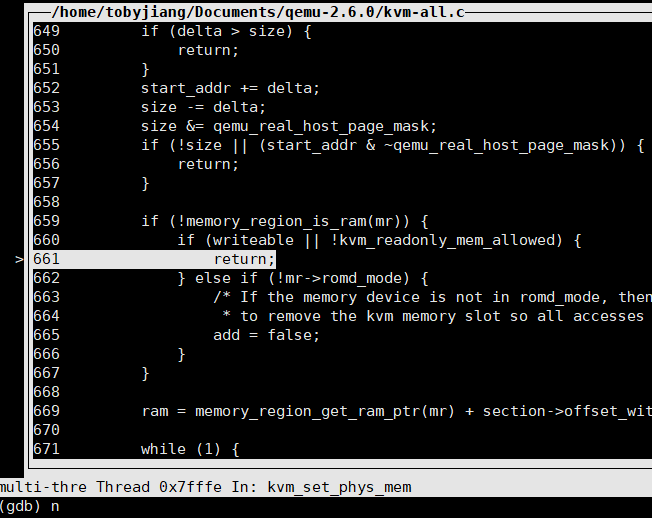 /home/tobyjiang/Documents/qemu-2.6.0/kvm-all.c
649         if (delta > size) {
650             return;
651         }
652         start_addr += delta;
653         size -= delta;
654         size &= qemu_real_host_page_mask;
655         if (!size || (start_addr & ~qemu_real_host_page_mask)) {
656             return;
657         }
658
659         if (!memory_region_is_ram(mr)) {
660             if (writeable || !kvm_readonly_mem_allowed) {
>661                 return;
662             } else if (!mr->romd_mode) {
663                 /* If the memory device is not in romd_mode, then
664                  * to remove the kvm memory slot so all accesses
665                 add = false;
666             }
667         }
668
669         ram = memory_region_get_ram_ptr(mr) + section->offset_wit
670
671         while (1) {
multi-thre Thread 0x7fffe In: kvm_set_phys_mem
(gdb) n